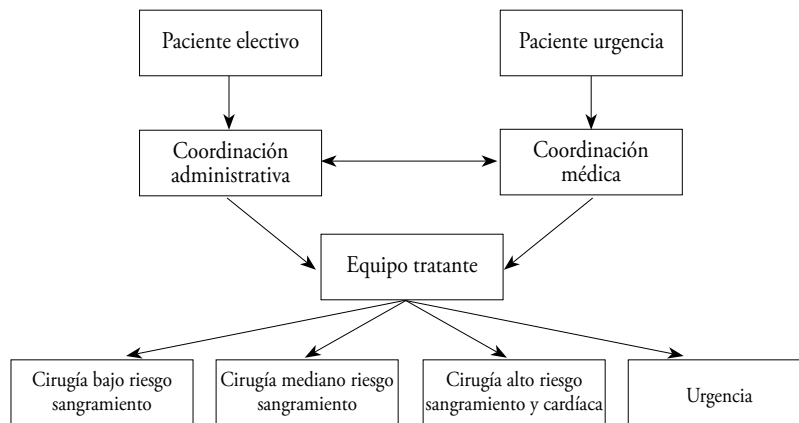 Paciente electivo
Paciente urgencia
Coordinación
administrativa
Coordinación
médica
Equipo tratante
Cirugía bajo riesgo
sangramiento
Cirugía mediano riesgo
sangramiento
Cirugía alto riesgo
sangramiento y cardíaca
Urgencia